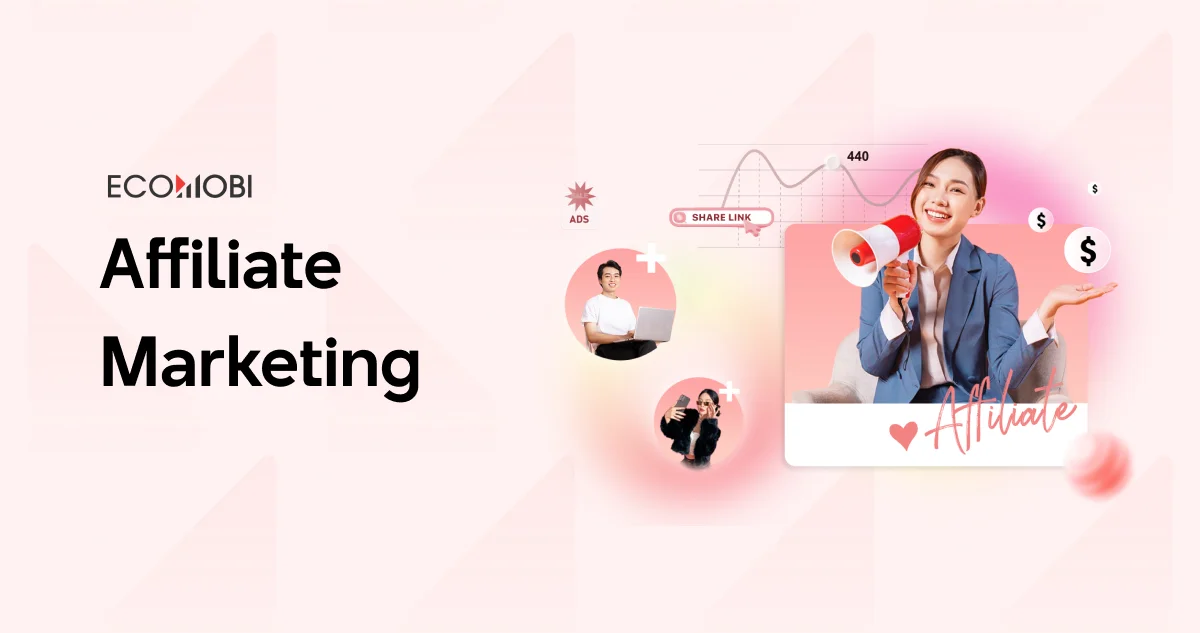 ECOMOBI
Affiliate
Marketing
440
ADS
SHARE LINK
$
$
$
Affiliate